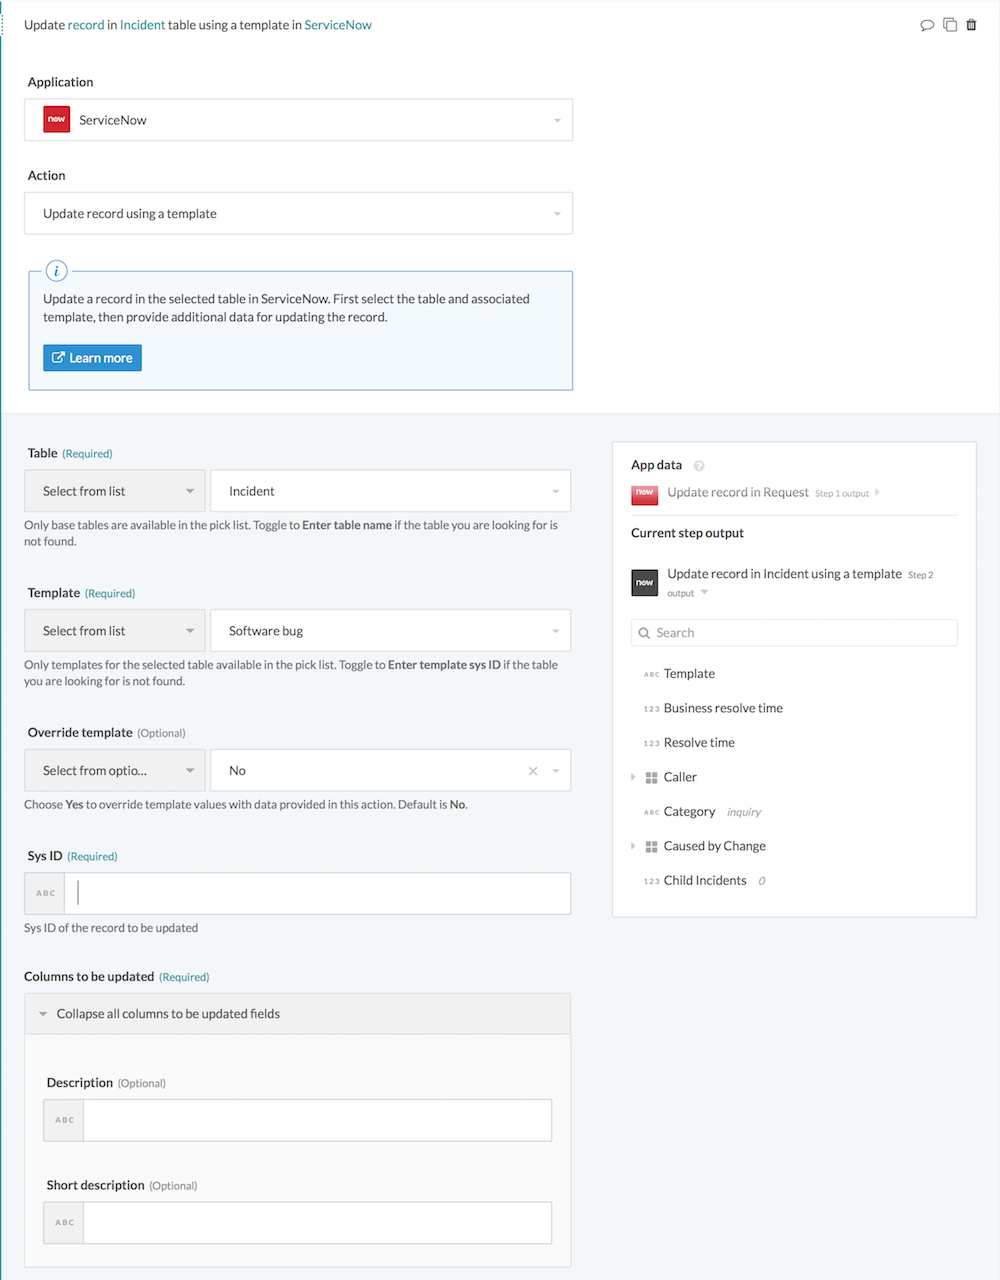 Update record in Incident table using a template in ServiceNow
Application
now ServiceNow
Action
Update record using a template
i
Update a record in the selected table in ServiceNow. First select the table and associated
template, then provide additional data for updating the record.
Learn more
Table (Required)
Select from list Incident
Only base tables are available in the pick list. Toggle to Enter table name if the table you are looking for is
not found.
Template (Required)
Select from list Software bug
Only templates for the selected table available in the pick list. Toggle to Enter template sys ID if the table
you are looking for is not found.
Override template (Optional)
Select from optio... No
Choose Yes to override template values with data provided in this action. Default is No.
Sys ID (Required)
ABC
Sys ID of the record to be updated
Columns to be updated (Required)
Collapse all columns to be updated fields
Description (Optional)
ABC
Short description (Optional)
ABC
App data ?
now Update record in Request Step 1 output
Current step output
now Update record in Incident using a template Step 2
output
Search
ABC Template
123 Business resolve time
123 Resolve time
Caller
ABC Category inquiry
Caused by Change
123 Child Incidents 0